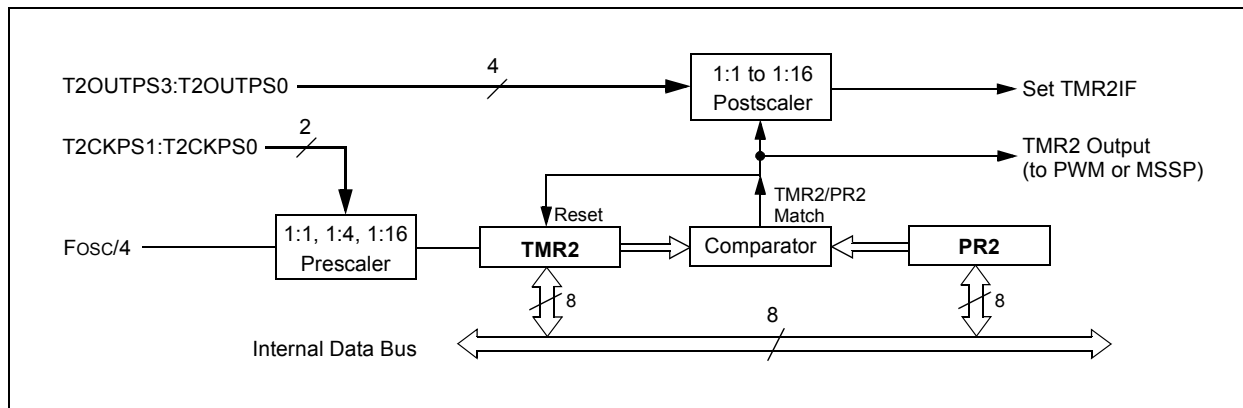 T2OUTPS3:T2OUTPS0
4
1:1 to 1:16
Postscaler
Set TMR2IF
T2CKPS1:T2CKPS0
2
TMR2 Output
(to PWM or MSSP)
TMR2/PR2
Match
Reset
FOSC/4
1:1, 1:4, 1:16
Prescaler
TMR2
Comparator
PR2
8
8
8
Internal Data Bus